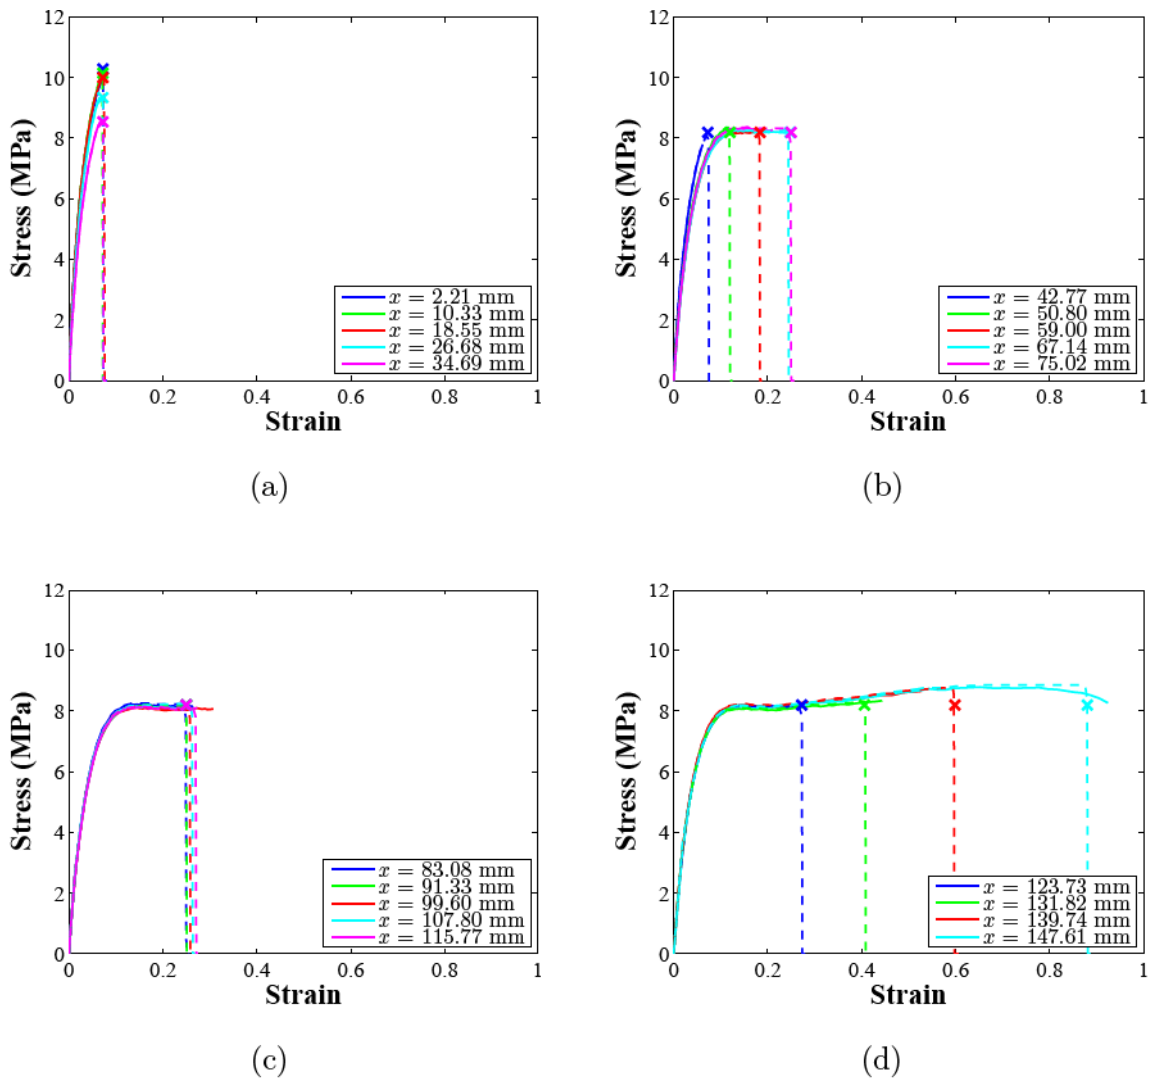 12
10
8
6
4
2
0
Stress (MPa)
x = 2.21 mm
x = 10.33 mm
x = 18.55 mm
x = 26.68 mm
x = 34.69 mm
0 0.2 0.4 0.6 0.8 1
Strain
(a)
12
10
8
6
4
2
0
Stress (MPa)
x = 42.77 mm
x = 50.80 mm
x = 59.00 mm
x = 67.14 mm
x = 75.02 mm
0 0.2 0.4 0.6 0.8 1
Strain
(b)
12
10
8
6
4
2
0
Stress (MPa)
x = 83.08 mm
x = 91.33 mm
x = 99.60 mm
x = 107.80 mm
x = 115.77 mm
0 0.2 0.4 0.6 0.8 1
Strain
(c)
12
10
8
6
4
2
0
Stress (MPa)
x = 123.73 mm
x = 131.82 mm
x = 139.74 mm
x = 147.61 mm
0 0.2 0.4 0.6 0.8 1
Strain
(d)